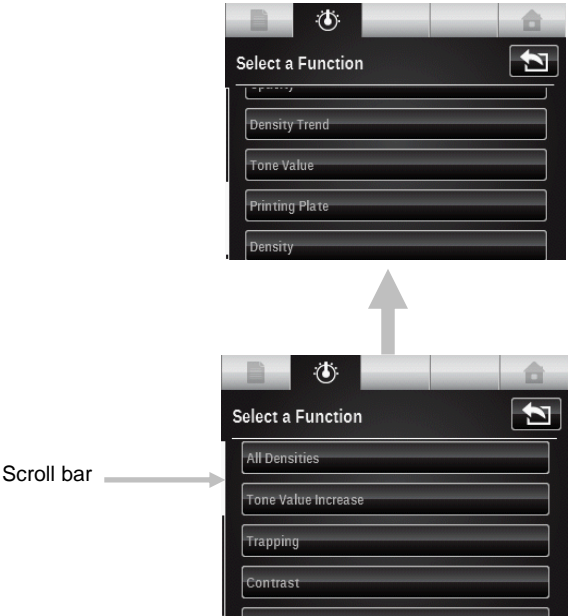 Select a Function
Opacity
Density Trend
Tone Value
Printing Plate
Density
Scroll bar
Select a Function
All Densities
Tone Value Increase
Trapping
Contrast